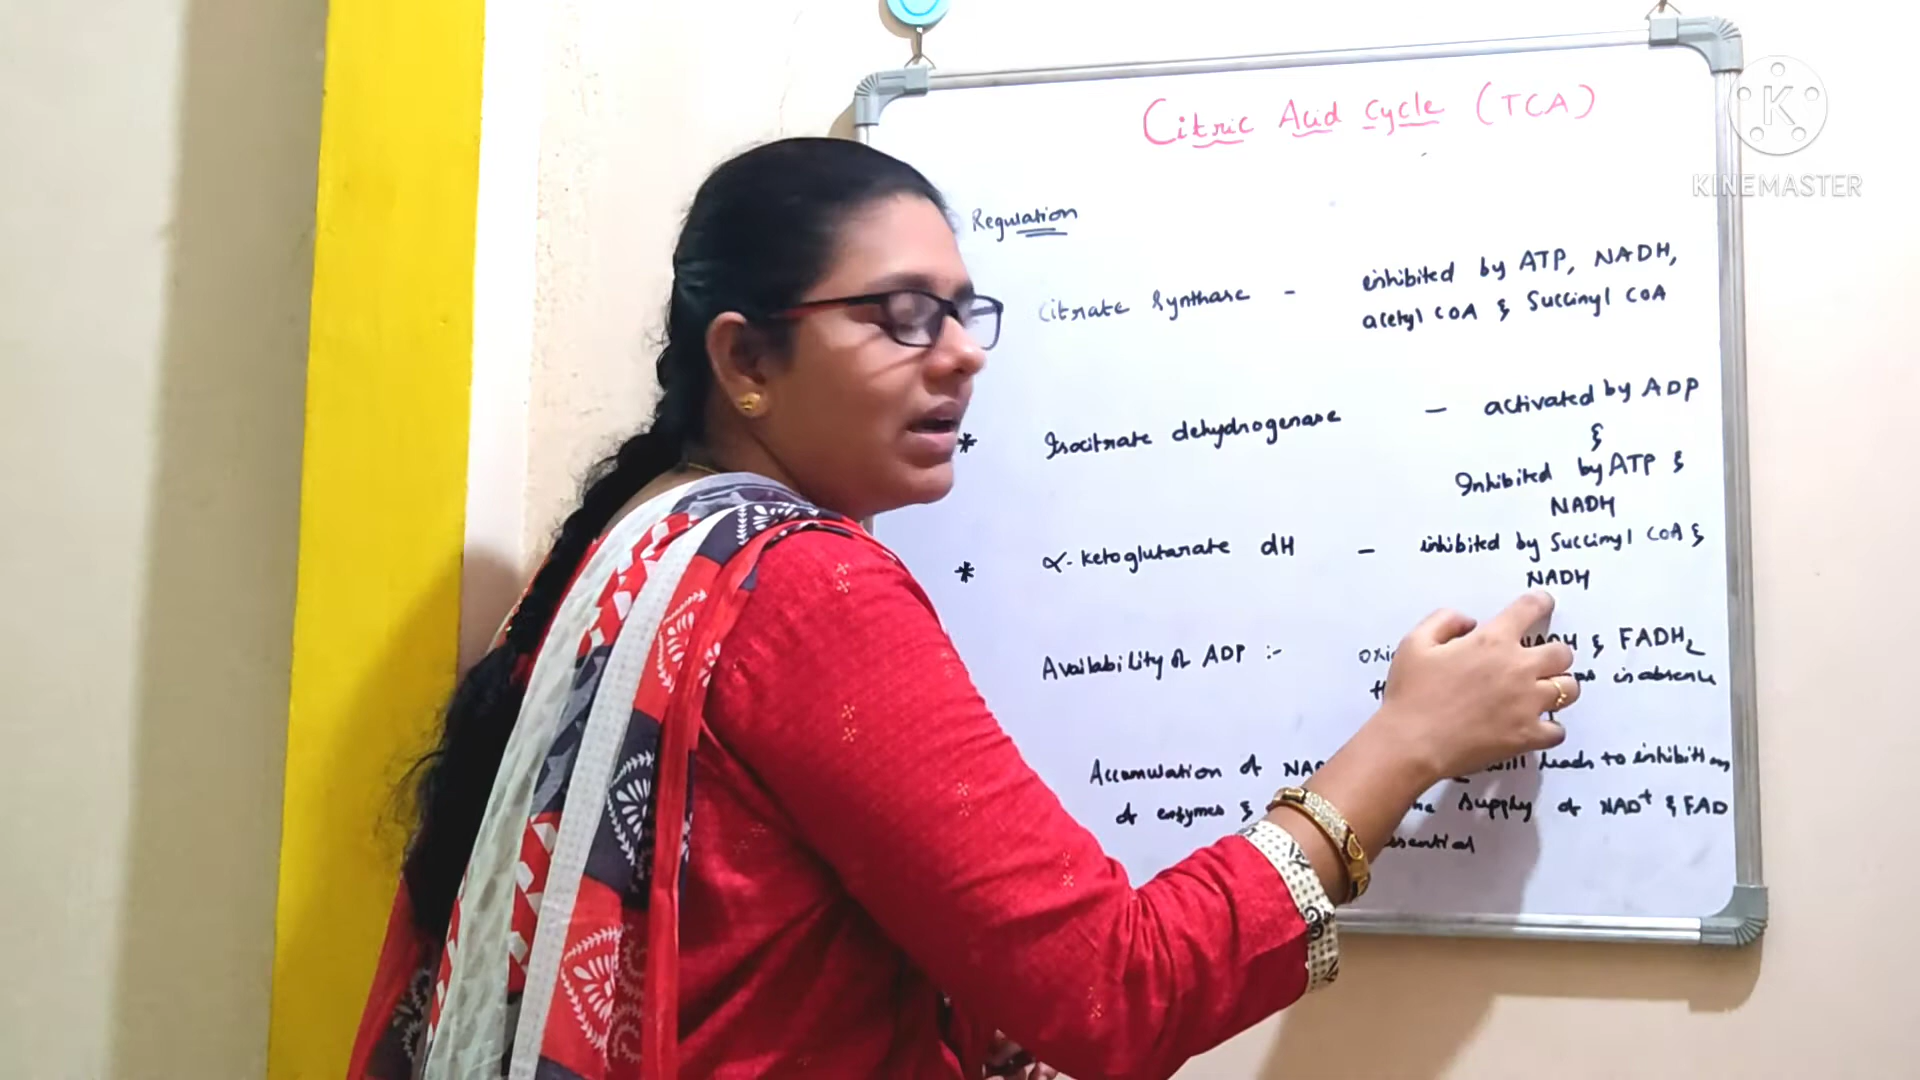 Citric Acid Cycle (TCA)
KINEMASTER
Regulation
Citrate Synthase - inhibited by ATP, NADH,
acetyl COA & Succinyl COA
* Isocitrate dehydrogenase - activated by ADP
&
Inhibited by ATP &
NADH
* α-ketoglutarate dH - inhibited by Succinyl COA &
NADH
Availability of ADP :- NADH & FADH2
in absence
Accumulation of will leads to inhibition
of enzymes & Supply of NAD+ & FAD